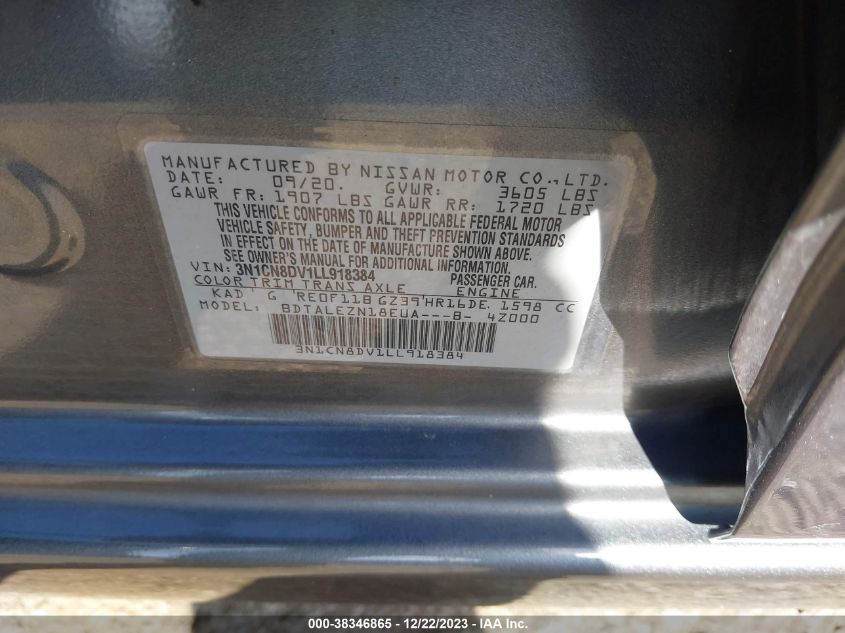 MANUFACTURED BY NISSAN MOTOR CO., LTD.
DATE: 09/20. GVWR: 3605 LBS
GAWR FR: 1907 LBS GAWR RR: 1720 LBS
THIS VEHICLE CONFORMS TO ALL APPLICABLE FEDERAL MOTOR
VEHICLE SAFETY, BUMPER AND THEFT PREVENTION STANDARDS
IN EFFECT ON THE DATE OF MANUFACTURE SHOWN ABOVE.
SEE OWNER'S MANUAL FOR ADDITIONAL INFORMATION.
VIN: 3N1CN8DV1LL918384 PASSENGER CAR.
COLOR TRIM TRANS AXLE ENGINE
KAD G RE0F11B GZ39 HR16DE. 1598 CC
MODEL: BDTALEZN18EUA---B- 4Z000
3N1CN8DV1LL918384
000-38346865 - 12/22/2023 - IAA Inc.